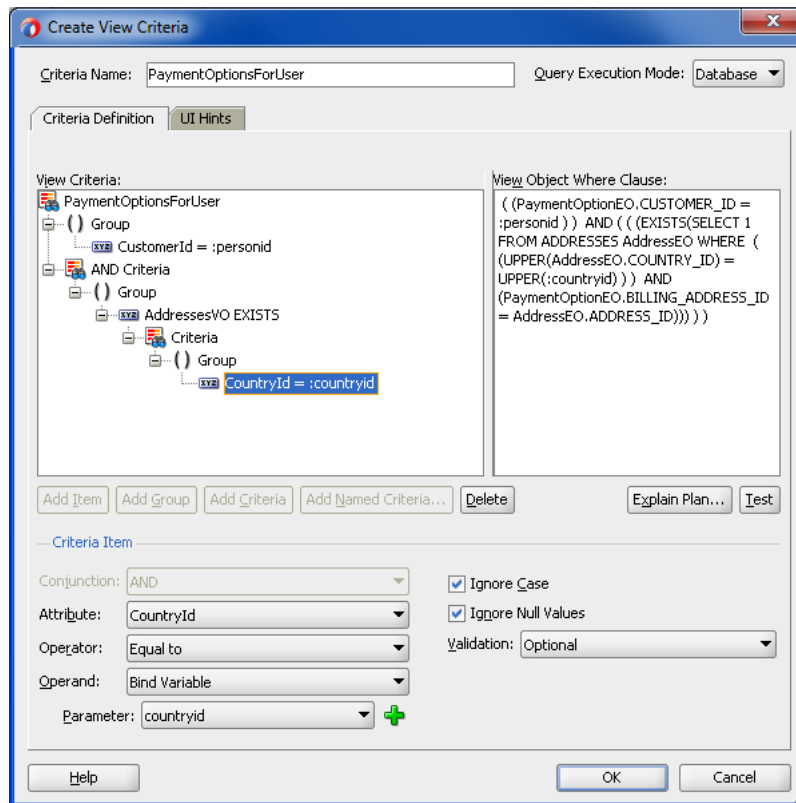 Create View Criteria
Criteria Name: PaymentOptionsForUser Query Execution Mode: Database
Criteria Definition UI Hints
View Criteria:
PaymentOptionsForUser
() Group
xyz CustomerId = :personid
AND Criteria
() Group
xyz AddressesVO EXISTS
Criteria
() Group
xyz CountryId = :countryid
View Object Where Clause:
( (PaymentOptionEO.CUSTOMER_ID =
:personid ) ) AND ( ( (EXISTS(SELECT 1
FROM ADDRESSES AddressEO WHERE (
(UPPER(AddressEO.COUNTRY_ID) =
UPPER(:countryid) ) ) AND
(PaymentOptionEO.BILLING_ADDRESS_ID
= AddressEO.ADDRESS_ID))) ) )
Add Item Add Group Add Criteria Add Named Criteria... Delete Explain Plan... Test
Criteria Item
Conjunction: AND
Attribute: CountryId
Operator: Equal to
Operand: Bind Variable
Parameter: countryid
Ignore Case
Ignore Null Values
Validation: Optional
Help OK Cancel